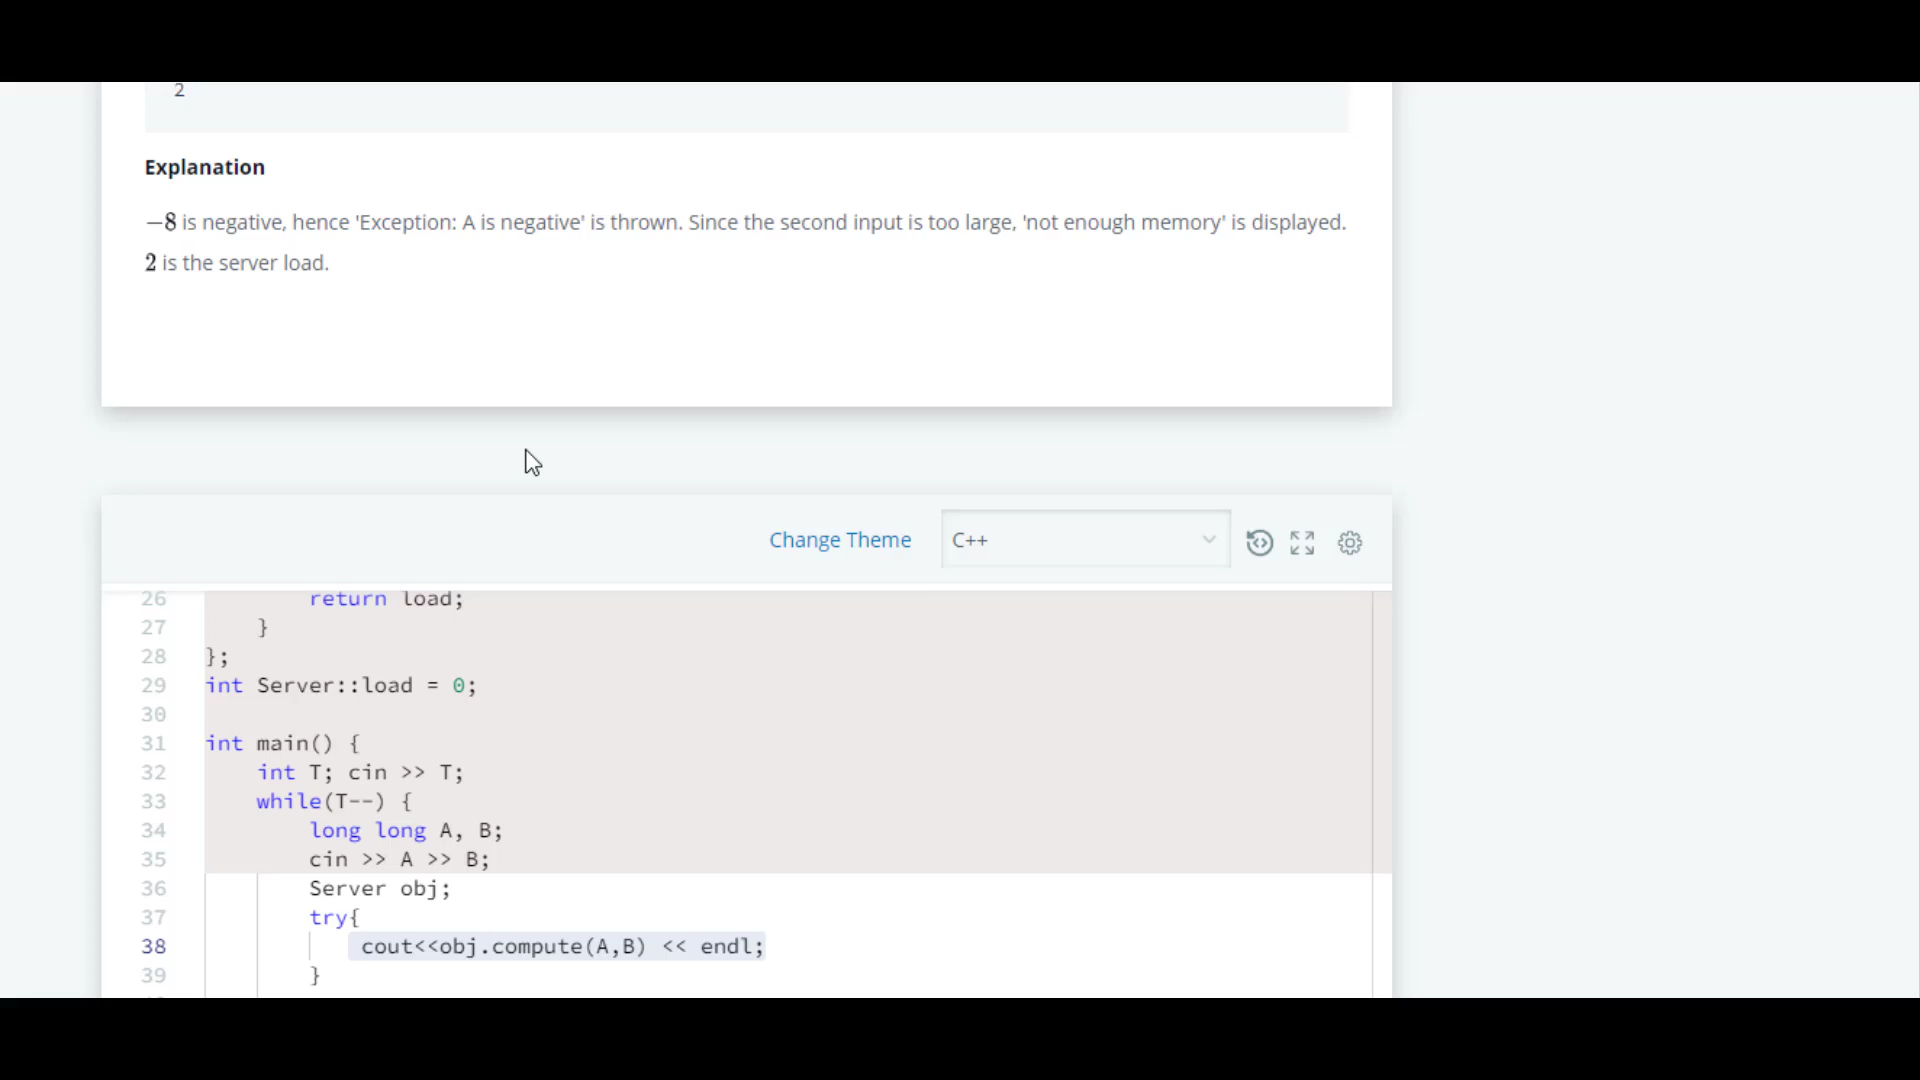 2
Explanation
−8 is negative, hence 'Exception: A is negative' is thrown. Since the second input is too large, 'not enough memory' is displayed.
2 is the server load.
Change Theme
C++
26 return load;
27 }
28 };
29 int Server::load = 0;
30
31 int main() {
32 int T; cin >> T;
33 while(T--) {
34 long long A, B;
35 cin >> A >> B;
36 Server obj;
37 try{
38 cout<<obj.compute(A,B) << endl;
39 }